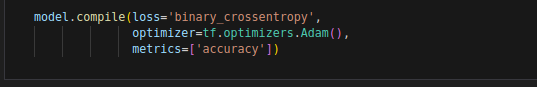 model.compile(loss='binary_crossentropy',
optimizer=tf.optimizers.Adam(),
metrics=['accuracy'])